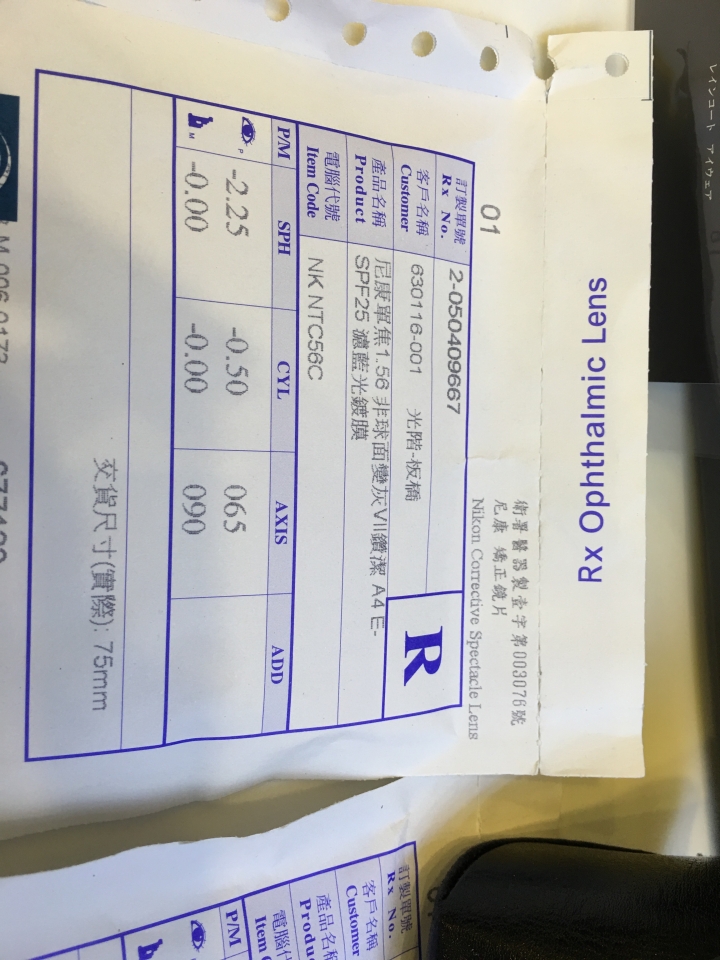 レインコート アイウェア
Rx Ophthalmic Lens
衛署醫器製壹字第003076號
尼康 矯正鏡片
Nikon Corrective Spectacle Lens
01
訂製單號
Rx No.
2-050409667
R
客戶名稱
Customer
630116-001 光階-板橋
產品名稱
Product
尼康單焦1.56 非球面變灰VII鑽潔 A4 E-
SPF25 濾藍光鍍膜
電腦代號
Item Code
NK NTC56C
P/M SPH CYL AXIS ADD
P -2.25 -0.50 065
M -0.00 -0.00 090
交貨尺寸(實際): 75mm
訂製單號
Rx No.
客戶名稱
Customer
產品名稱
P/M